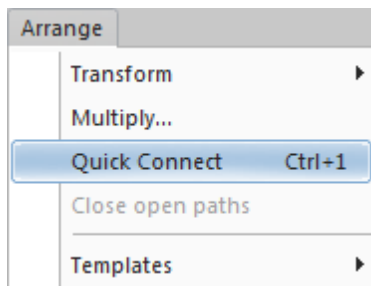 Arrange
Transform
Multiply...
Quick Connect Ctrl+1
Close open paths
Templates